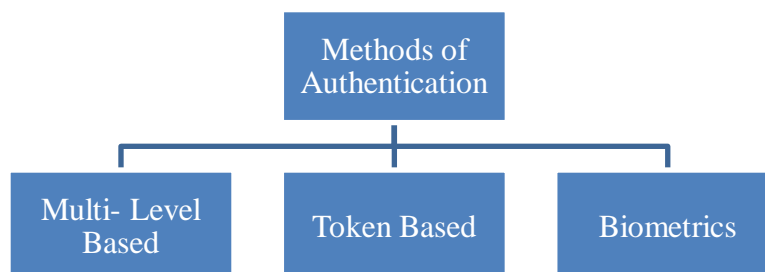 Methods of
Authentication
Multi- Level
Based
Token Based
Biometrics